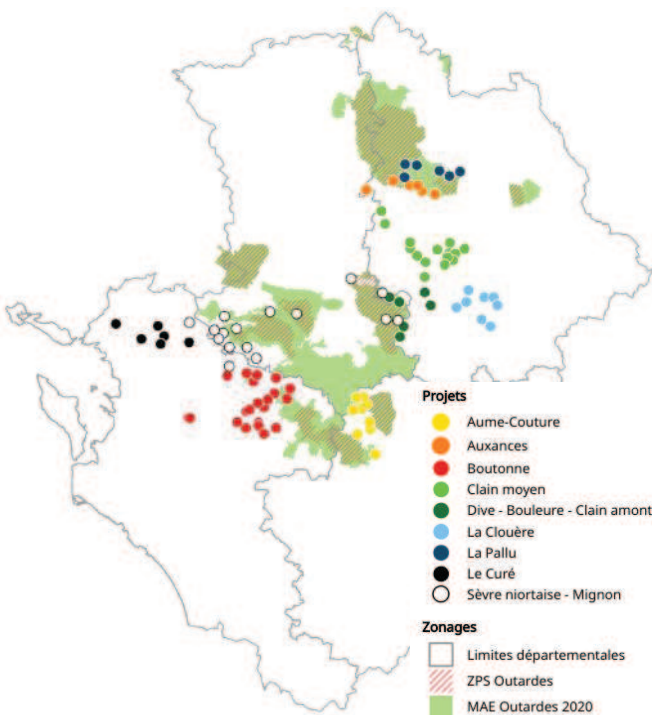 Projets
Aume-Couture
Auxances
Boutonne
Clain moyen
Dive - Bouleure - Clain amont
La Clouère
La Pallu
Le Curé
Sèvre niortaise - Mignon
Zonages
Limites départementales
ZPS Outardes
MAE Outardes 2020